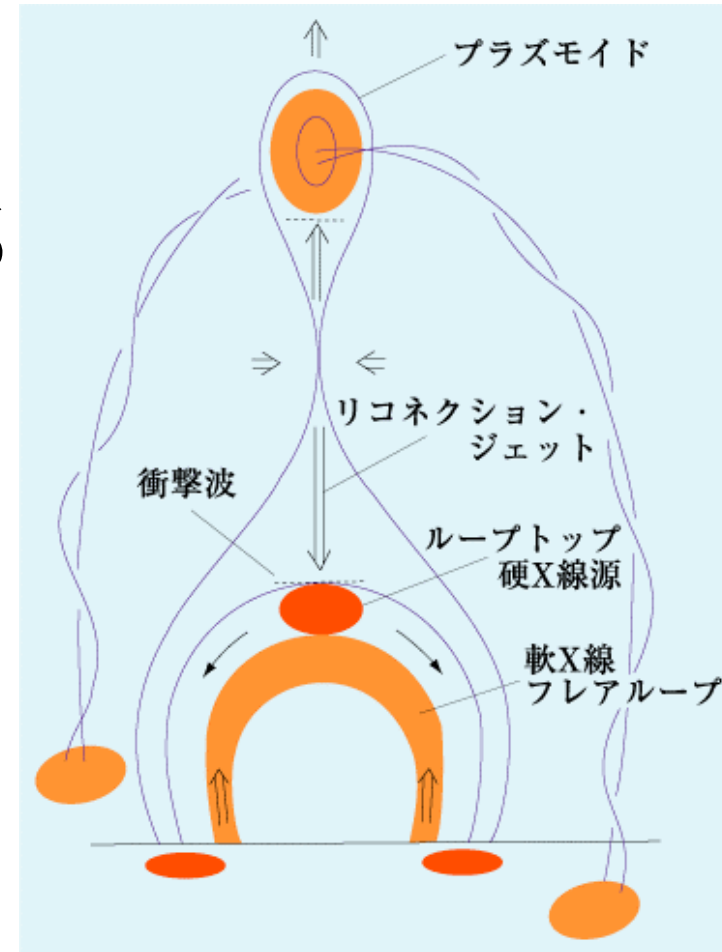 プラズモイド
リコネクション・
ジェット
衝撃波
ループトップ
硬X線源
軟X線
フレアループ